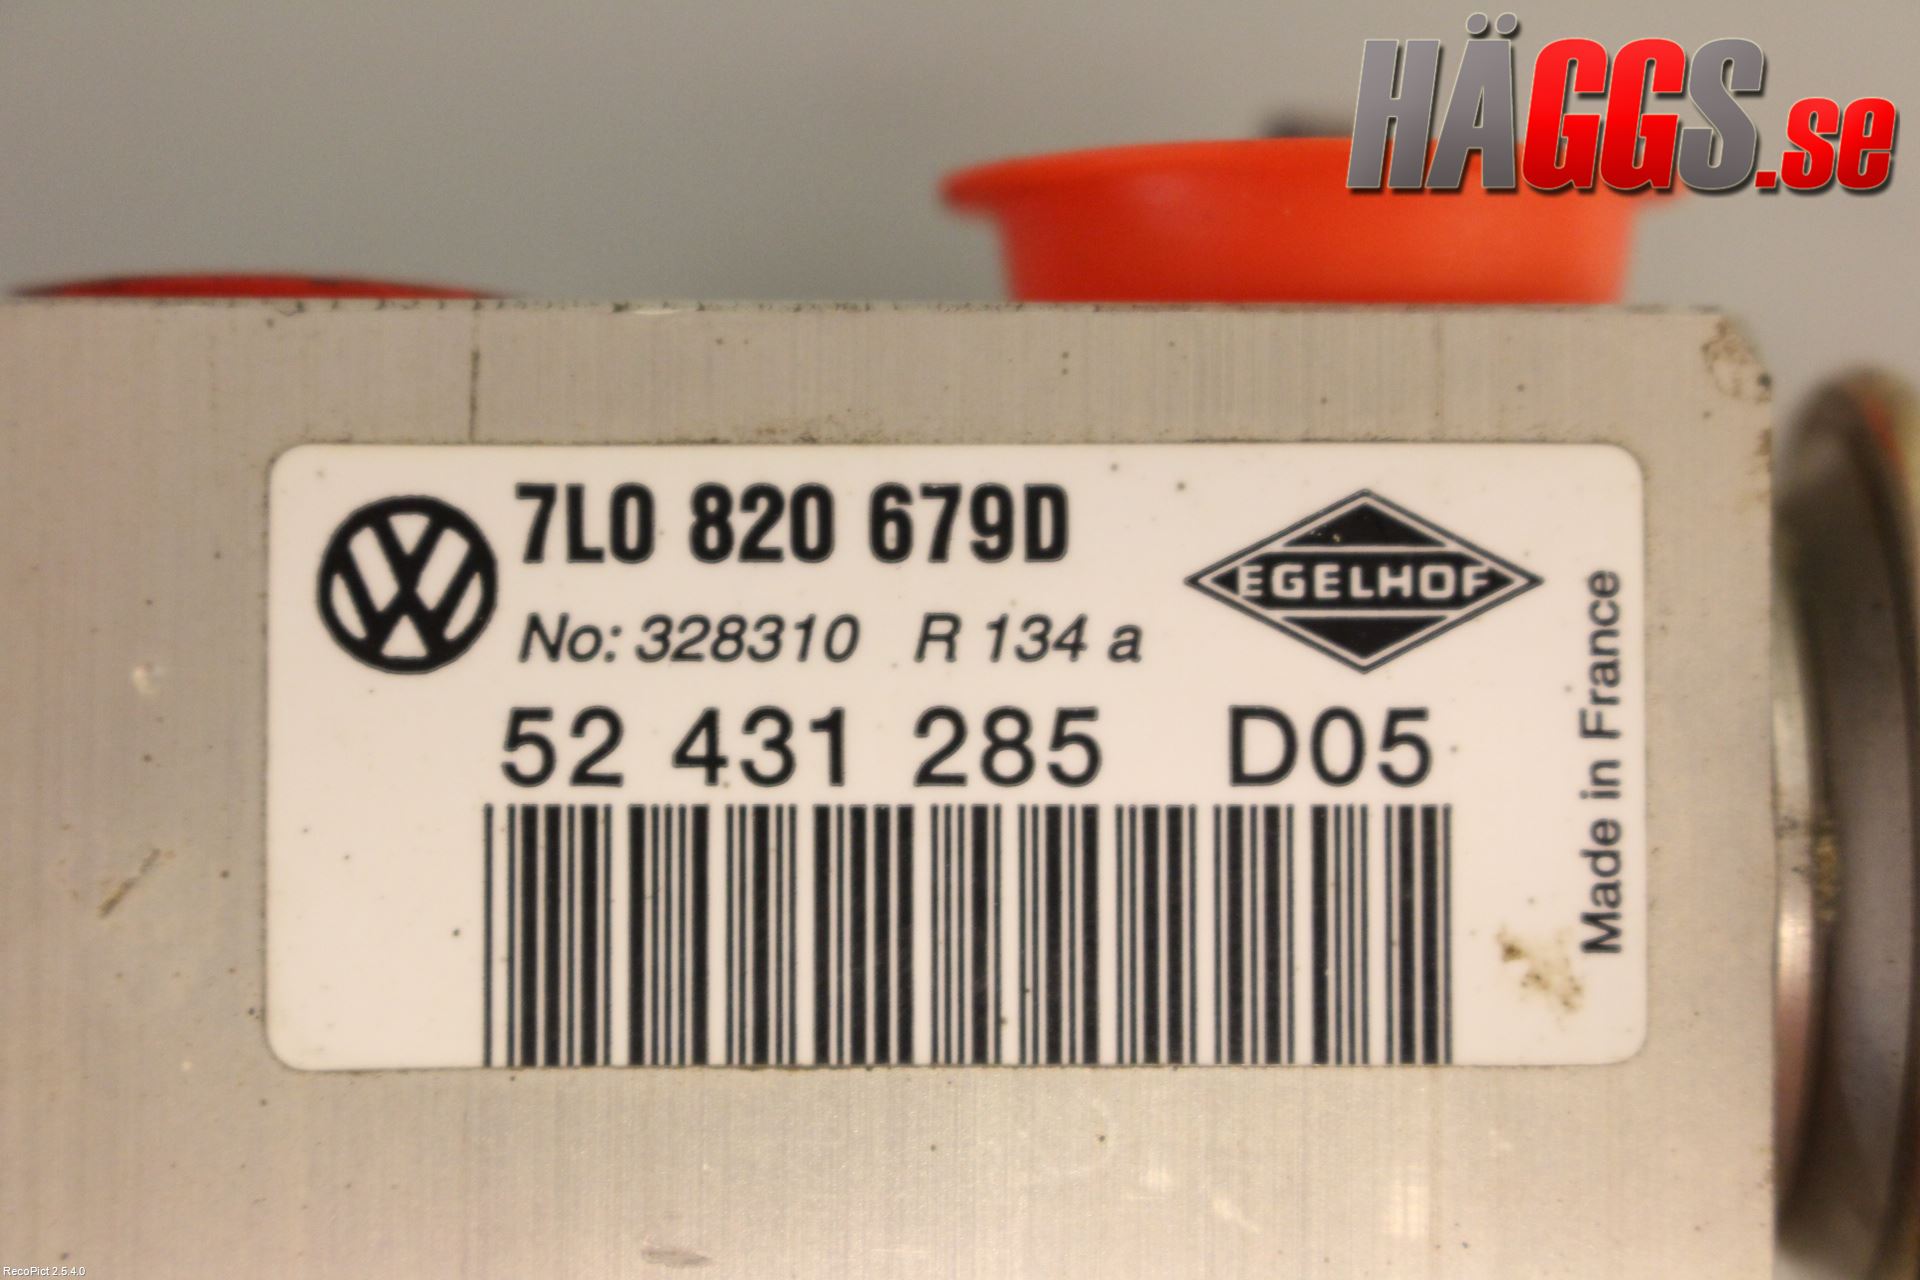 HÄGGS.se
7L0 820 679D
No: 328310 R 134 a
EGELHOF
52 431 285 D05
Made in France
RecoPict 2.5.4.0